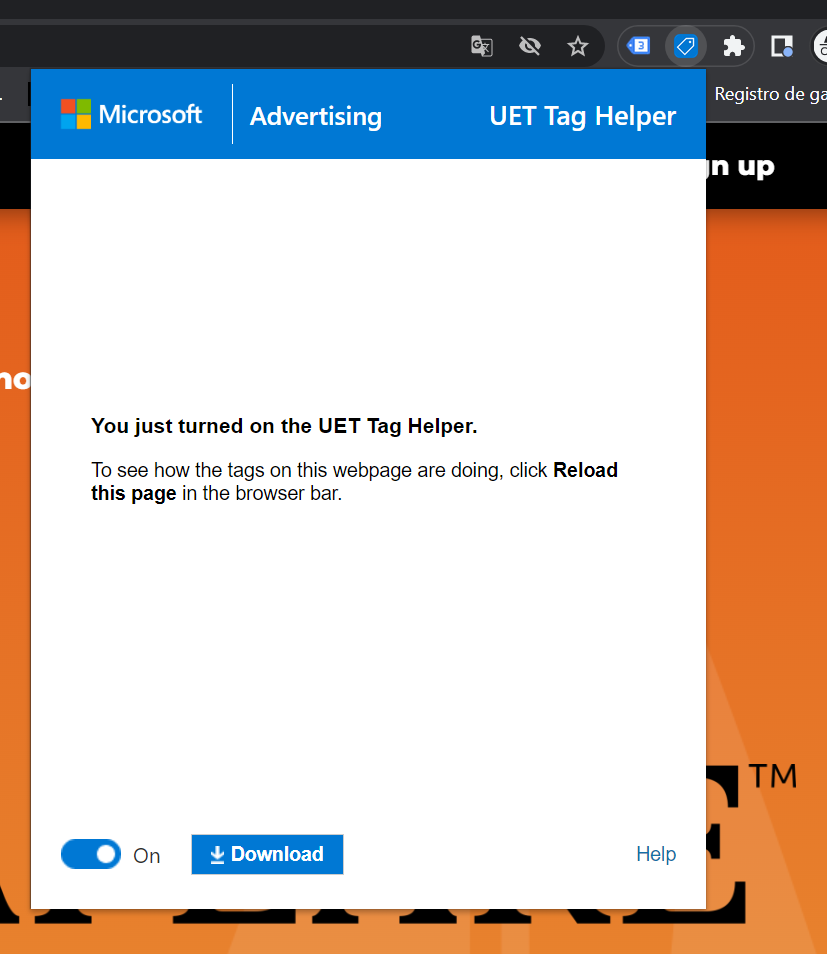 3
Registro de ga
Microsoft
Advertising
UET Tag Helper
n up
no
You just turned on the UET Tag Helper.
To see how the tags on this webpage are doing, click Reload
this page in the browser bar.
TM
On
Download
Help